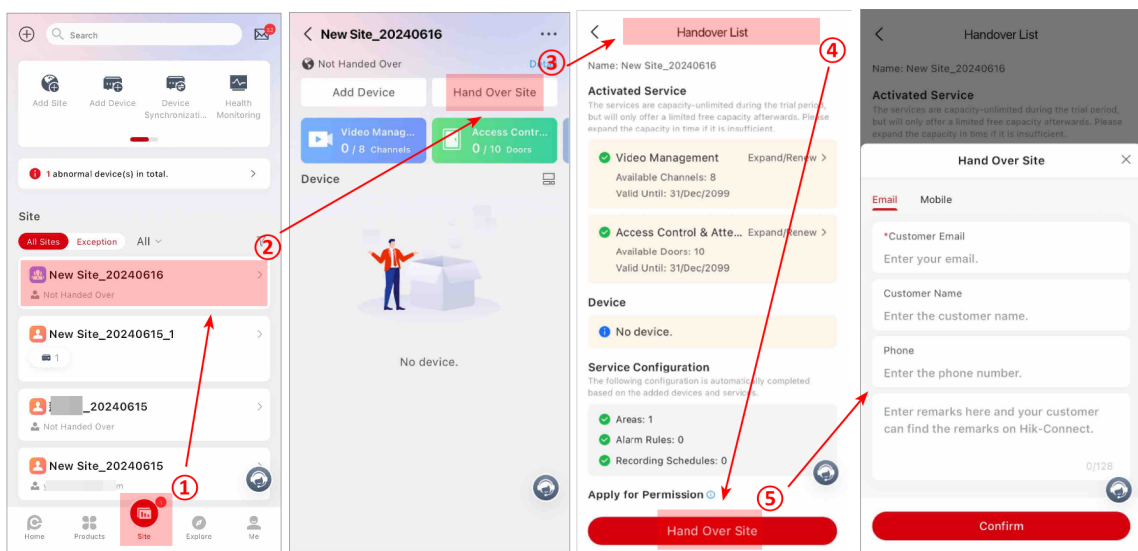 Search
Add Site
Add Device
Device
Synchronizati...
Health
Monitoring
1 abnormal device(s) in total.
Site
All Sites
Exception
All
New Site_20240616
Not Handed Over
New Site_20240615_1
1
_20240615
Not Handed Over
New Site_20240615
m
①
Home
Products
Site
Explore
Me
New Site_20240616
Not Handed Over
Add Device
Hand Over Site
Video Manag...
0 / 8 Channels
Access Contr...
0 / 10 Doors
Device
②
No device.
③
Handover List
④
Name: New Site_20240616
Activated Service
The services are capacity-unlimited during the trial period,
but will only offer a limited free capacity afterwards. Please
expand the capacity in time if it is insufficient.
Video Management
Expand/Renew >
Available Channels: 8
Valid Until: 31/Dec/2099
Access Control & Atte...
Expand/Renew >
Available Doors: 10
Valid Until: 31/Dec/2099
Device
No device.
Service Configuration
The following configuration is automatically completed
based on the added devices and services.
Areas: 1
Alarm Rules: 0
Recording Schedules: 0
Apply for Permission
Hand Over Site
⑤
Handover List
Name: New Site_20240616
Activated Service
The services are capacity-unlimited during the trial period,
but will only offer a limited free capacity afterwards. Please
expand the capacity in time if it is insufficient.
Hand Over Site
Email
Mobile
*Customer Email
Enter your email.
Customer Name
Enter the customer name.
Phone
Enter the phone number.
Enter remarks here and your customer
can find the remarks on Hik-Connect.
0/128
Confirm